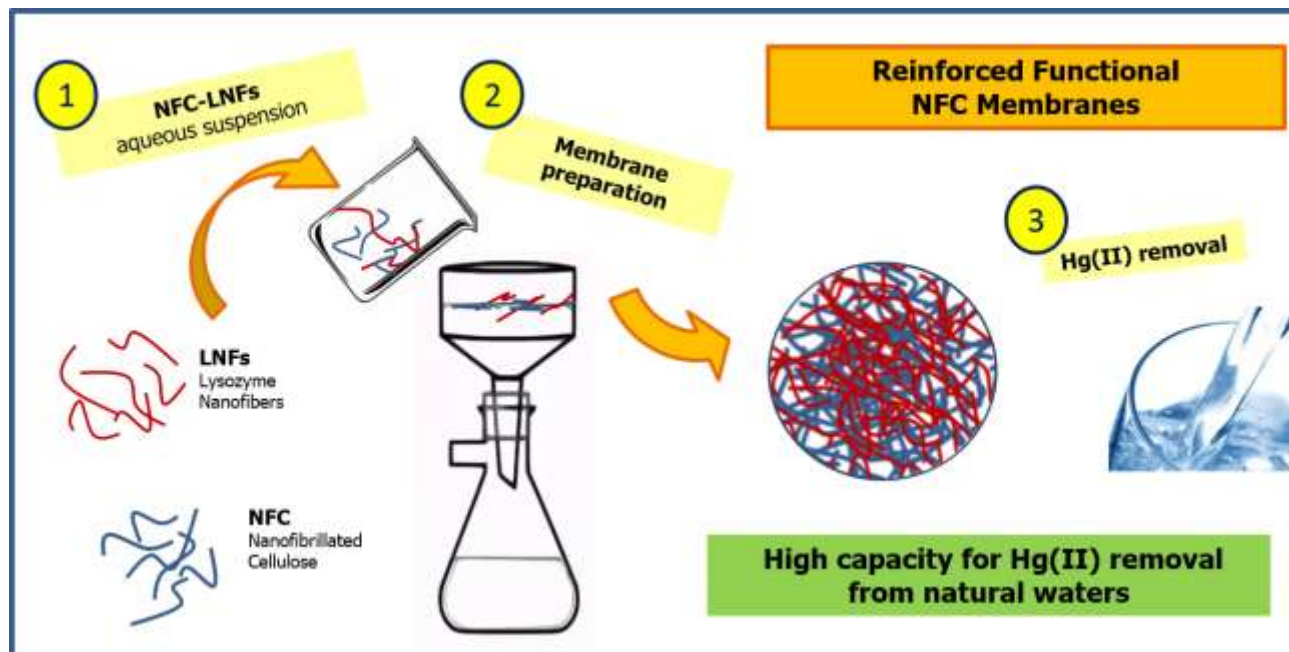 1
NFC-LNFs
aqueous suspension
2
Membrane
preparation
Reinforced Functional
NFC Membranes
3
Hg(II) removal
LNFs
Lysozyme
Nanofibers
NFC
Nanofibrillated
Cellulose
High capacity for Hg(II) removal
from natural waters